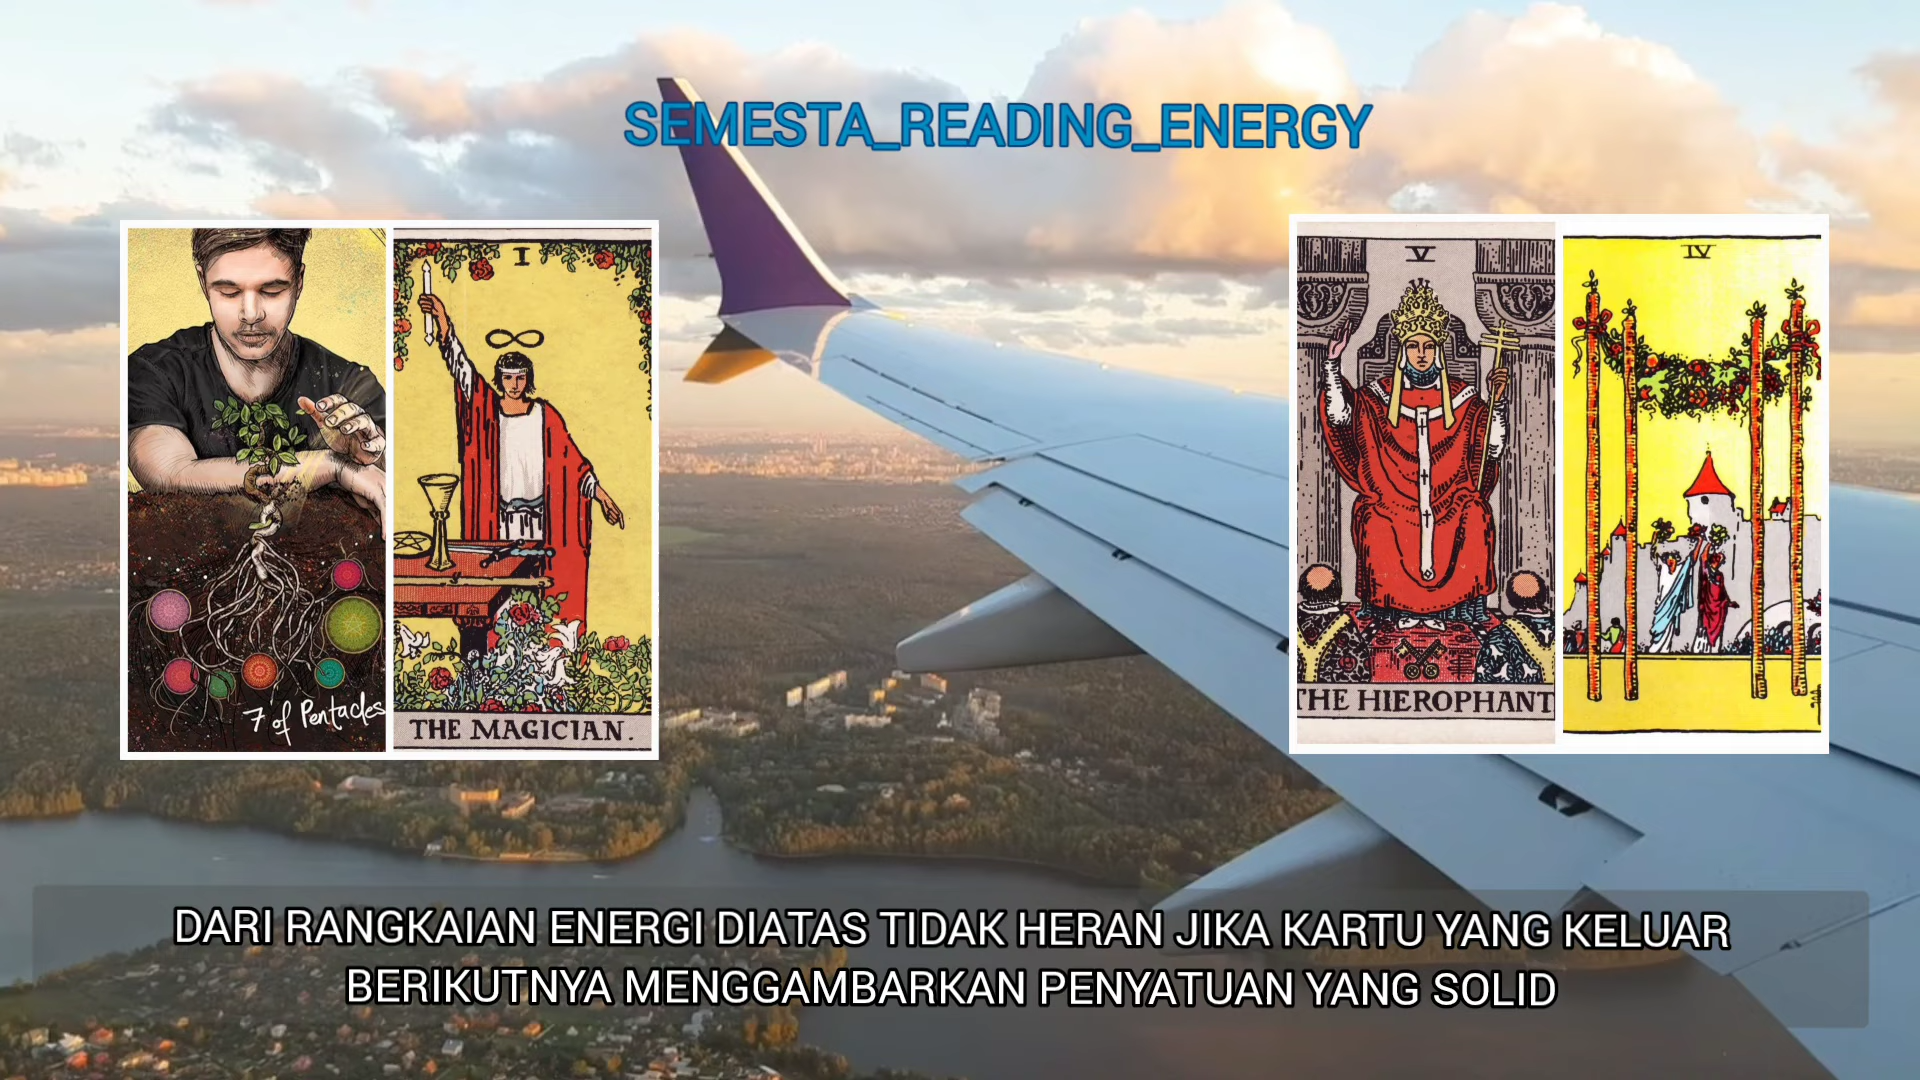 SEMESTA_READING_ENERGY
I
V
IV
7 of Pentacles
THE MAGICIAN.
THE HIEROPHANT
DARI RANGKAIAN ENERGI DIATAS TIDAK HERAN JIKA KARTU YANG KELUAR
BERIKUTNYA MENGGAMBARKAN PENYATUAN YANG SOLID